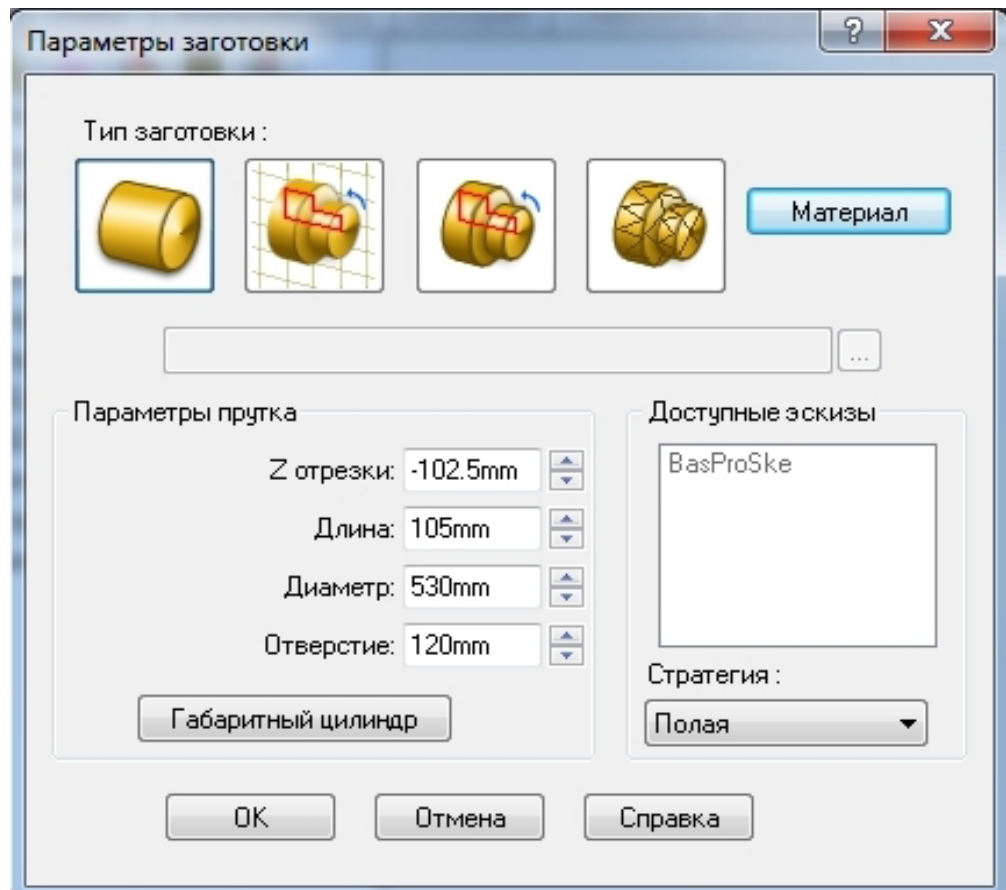 Параметры заготовки
?
Тип заготовки :
Материал
...
Параметры прутка
Z отрезки: -102.5mm
Длина: 105mm
Диаметр: 530mm
Отверстие: 120mm
Габаритный цилиндр
Доступные эскизы
BasProSke
Стратегия :
Полая
OK
Отмена
Справка